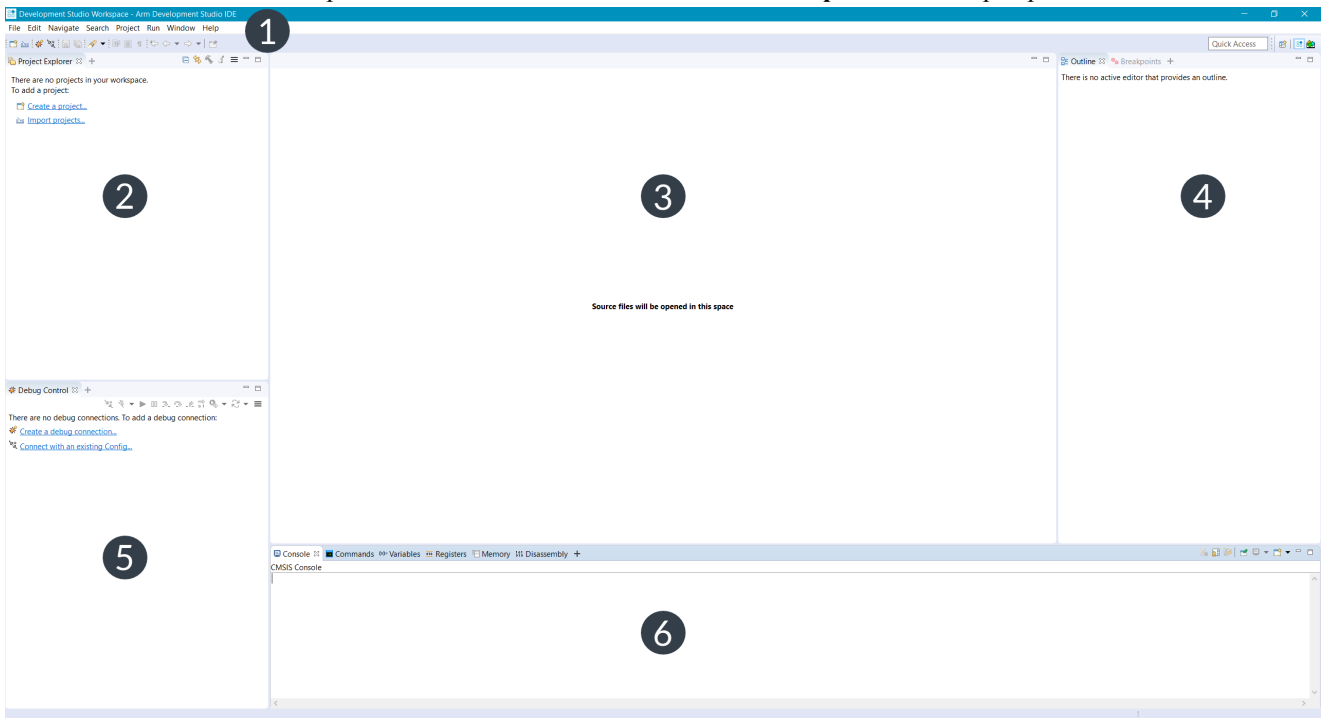 Development Studio Workspace - Arm Development Studio IDE
File Edit Navigate Search Project Run Window Help
1
Quick Access
Project Explorer
Outline Breakpoints
There are no projects in your workspace.
To add a project:
Create a project...
Import projects...
There is no active editor that provides an outline.
2
3
4
Source files will be opened in this space
Debug Control
There are no debug connections. To add a debug connection:
Create a debug connection...
Connect with an existing Config...
5
Console Commands Variables Registers Memory Disassembly
CMSIS Console
6